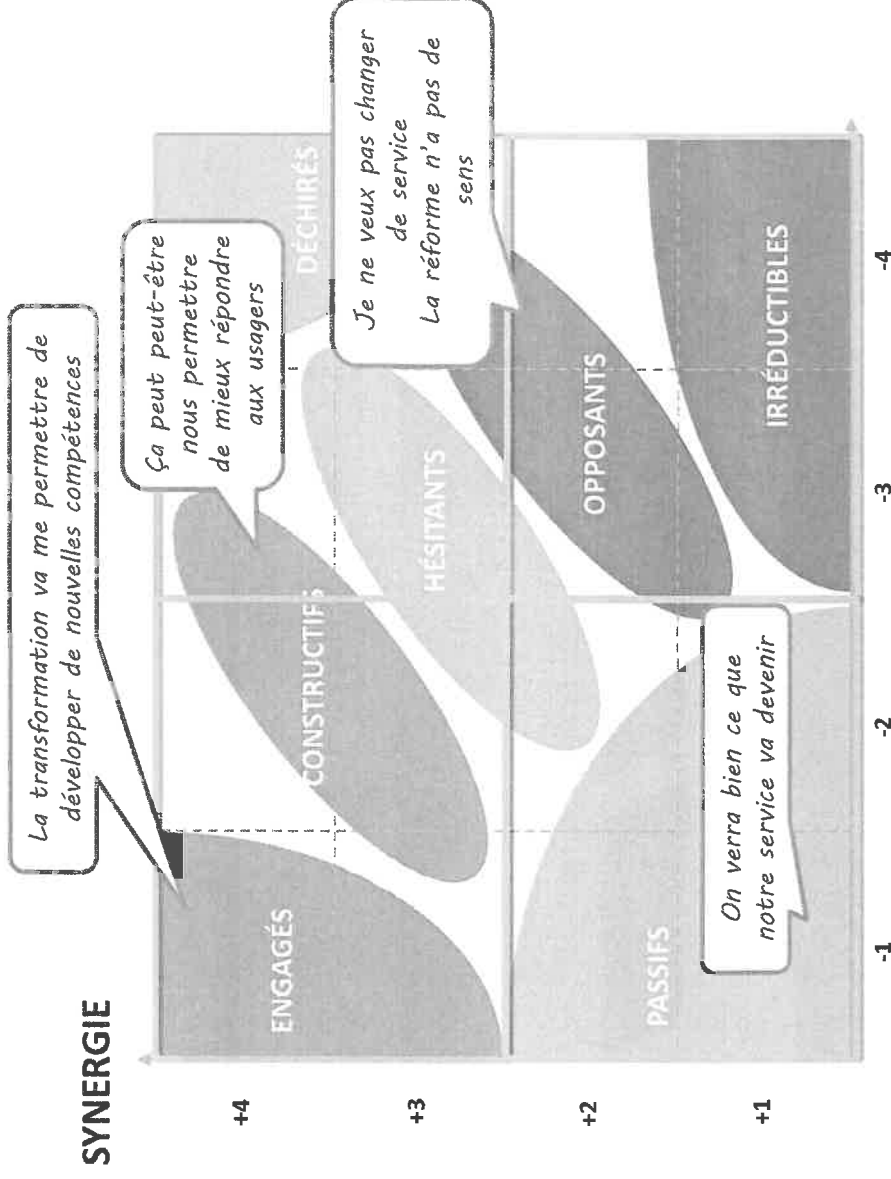 SYNERGIE
La transformation va me permettre de
développer de nouvelles compétences
Ça peut peut-être
nous permettre
de mieux répondre
aux usagers
Je ne veux pas changer
de service
La réforme n'a pas de
sens
On verra bien ce que
notre service va devenir
+4
+3
+2
+1
ENGAGÉS
CONSTRUCTIFS
DÉCHIRÉS
HÉSITANTS
PASSIFS
OPPOSANTS
IRRÉDUCTIBLES
-1
-2
-3
-4